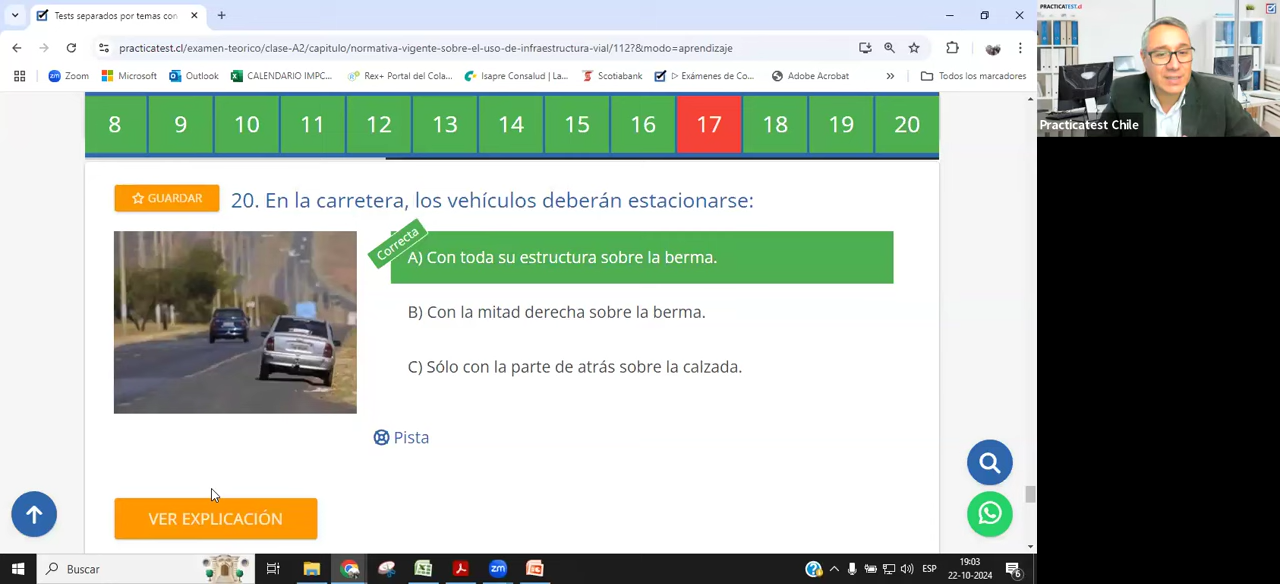 Tests separados por temas con
practicatest.cl/examen-teorico/clase-A2/capitulo/normativa-vigente-sobre-el-uso-de-infraestructura-vial/112?&modo=aprendizaje
Zoom
Microsoft
Outlook
CALENDARIO IMPC...
Rex+ Portal del Cola...
Isapre Consalud | La...
Scotiabank
▷ Exámenes de Co...
Adobe Acrobat
»
Todos los marcadores
PRACTICATEST.cl
Practicatest Chile
8 9 10 11 12 13 14 15 16 17 18 19 20
GUARDAR
20. En la carretera, los vehículos deberán estacionarse:
Correcta
A) Con toda su estructura sobre la berma.
B) Con la mitad derecha sobre la berma.
C) Sólo con la parte de atrás sobre la calzada.
Pista
VER EXPLICACIÓN
Buscar
zm
ESP
19:03
22-10-2024
6